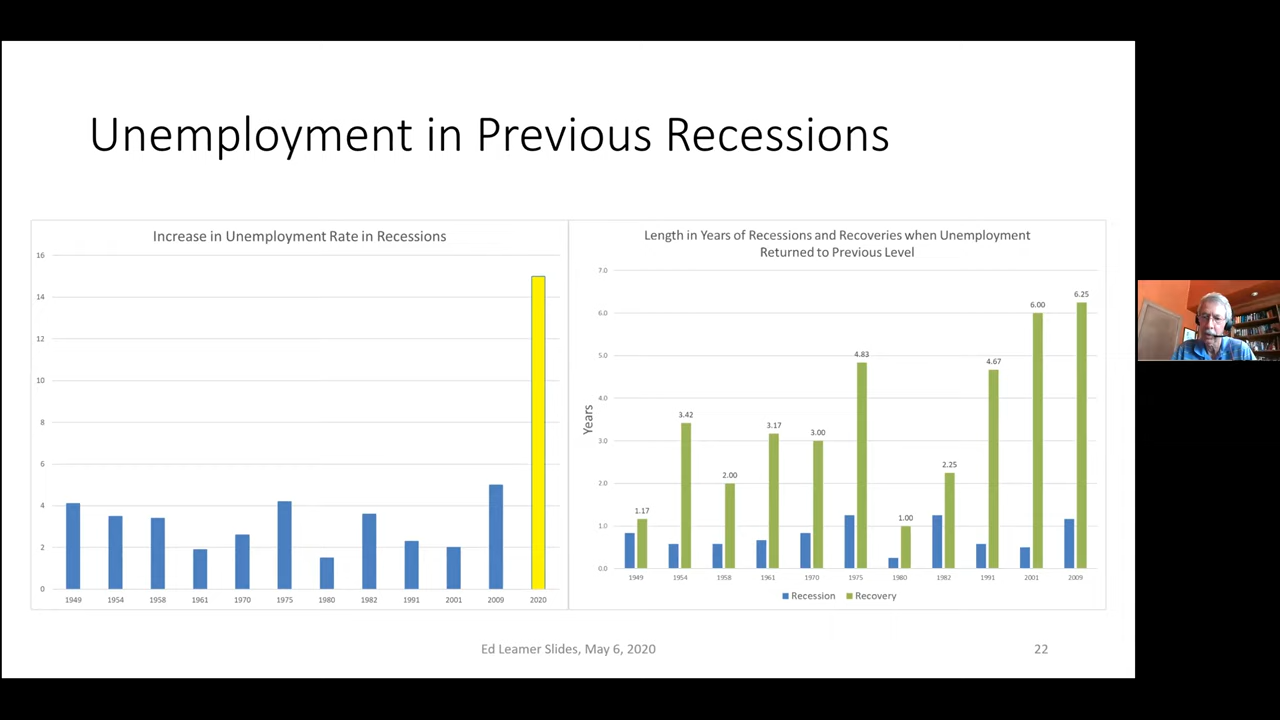 Unemployment in Previous Recessions
Increase in Unemployment Rate in Recessions
16
14
12
10
8
6
4
2
0
1949 1954 1958 1961 1970 1975 1980 1982 1991 2001 2009 2020
Length in Years of Recessions and Recoveries when Unemployment
Returned to Previous Level
Years
7.0
6.0
5.0
4.0
3.0
2.0
1.0
0.0
1.17 3.42 2.00 3.17 3.00 4.83 1.00 2.25 4.67 6.00 6.25
1949 1954 1958 1961 1970 1975 1980 1982 1991 2001 2009
Recession Recovery
Ed Leamer Slides, May 6, 2020
22